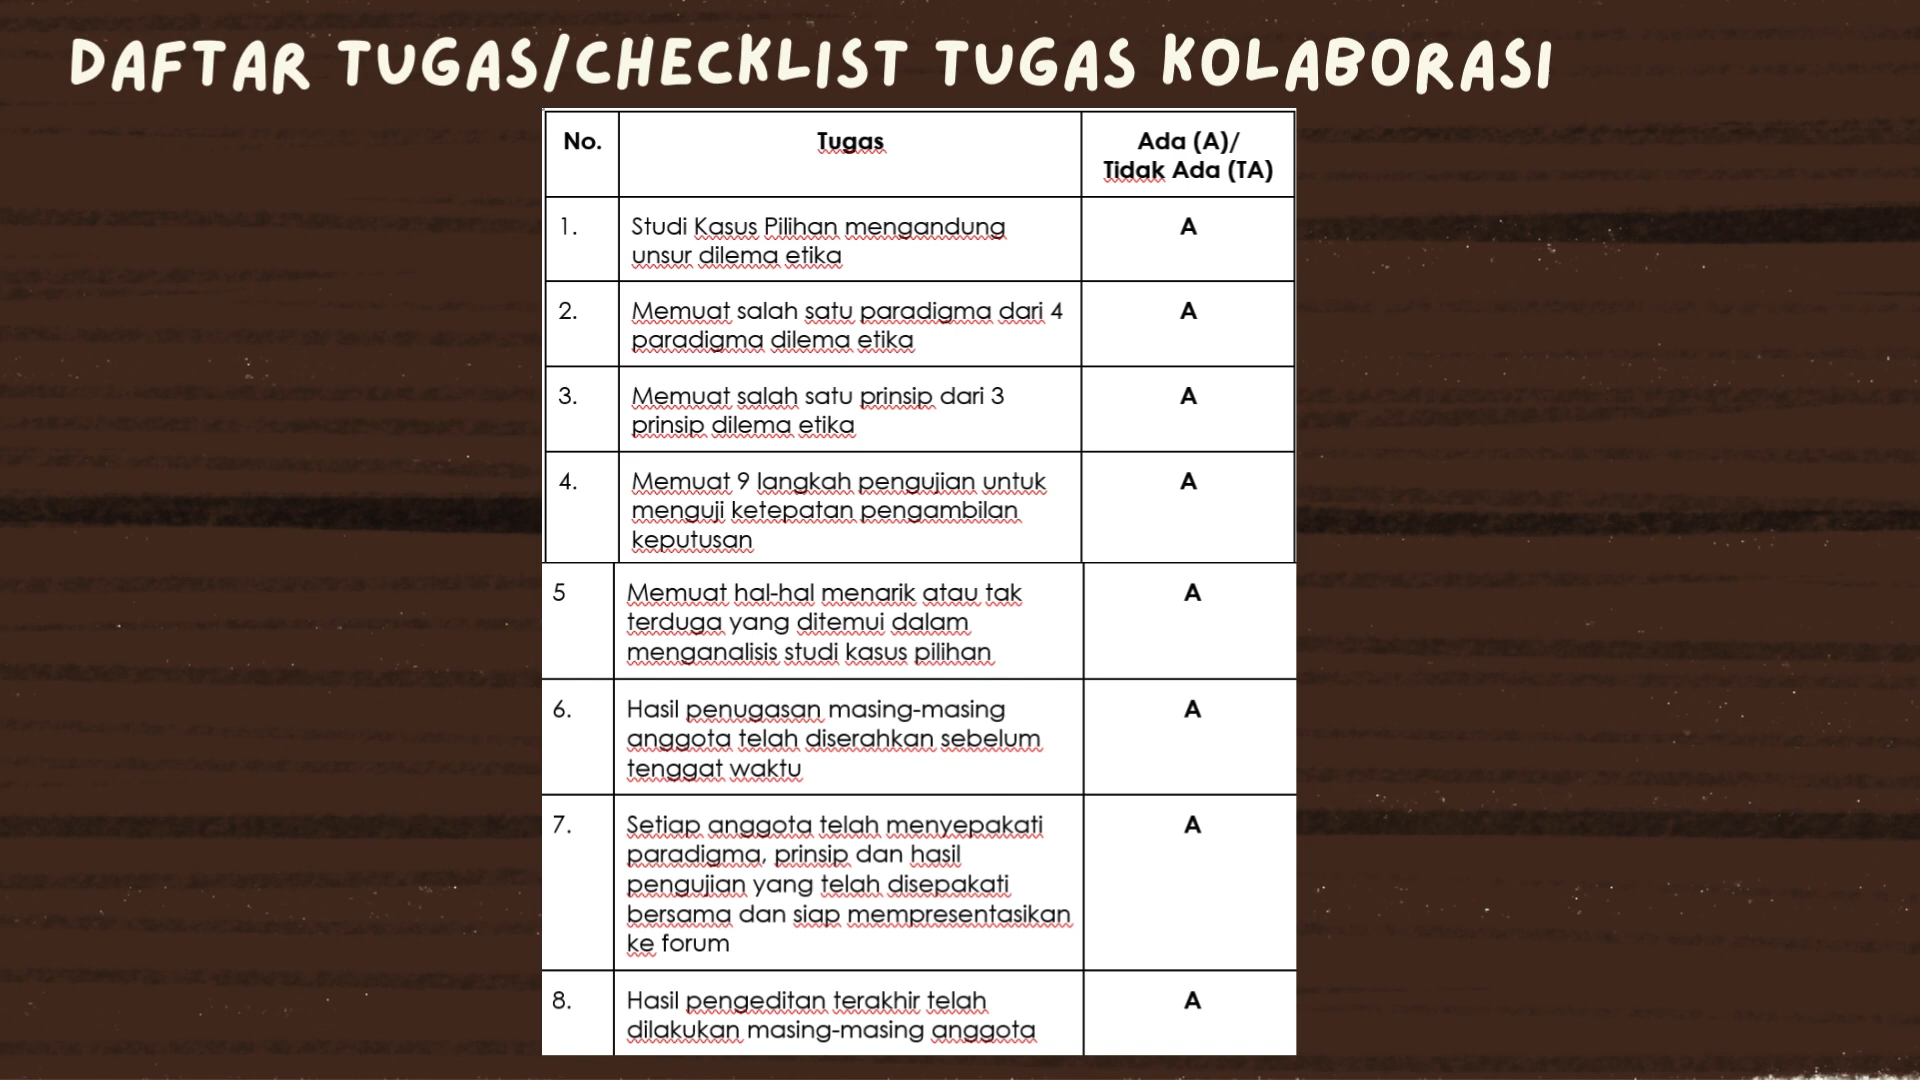 DAFTAR TUGAS/CHECKLIST TUGAS KOLABORASI
No.
Tugas
Ada (A)/
Tidak Ada (TA)
1.
Studi Kasus Pilihan mengandung
unsur dilema etika
A
2.
Memuat salah satu paradigma dari 4
paradigma dilema etika
A
3.
Memuat salah satu prinsip dari 3
prinsip dilema etika
A
4.
Memuat 9 langkah pengujian untuk
menguji ketepatan pengambilan
keputusan
A
5
Memuat hal-hal menarik atau tak
terduga yang ditemui dalam
menganalisis studi kasus pilihan
A
6.
Hasil penugasan masing-masing
anggota telah diserahkan sebelum
tenggat waktu
A
7.
Setiap anggota telah menyepakati
paradigma, prinsip dan hasil
pengujian yang telah disepakati
bersama dan siap mempresentasikan
ke forum
A
8.
Hasil pengeditan terakhir telah
dilakukan masing-masing anggota
A